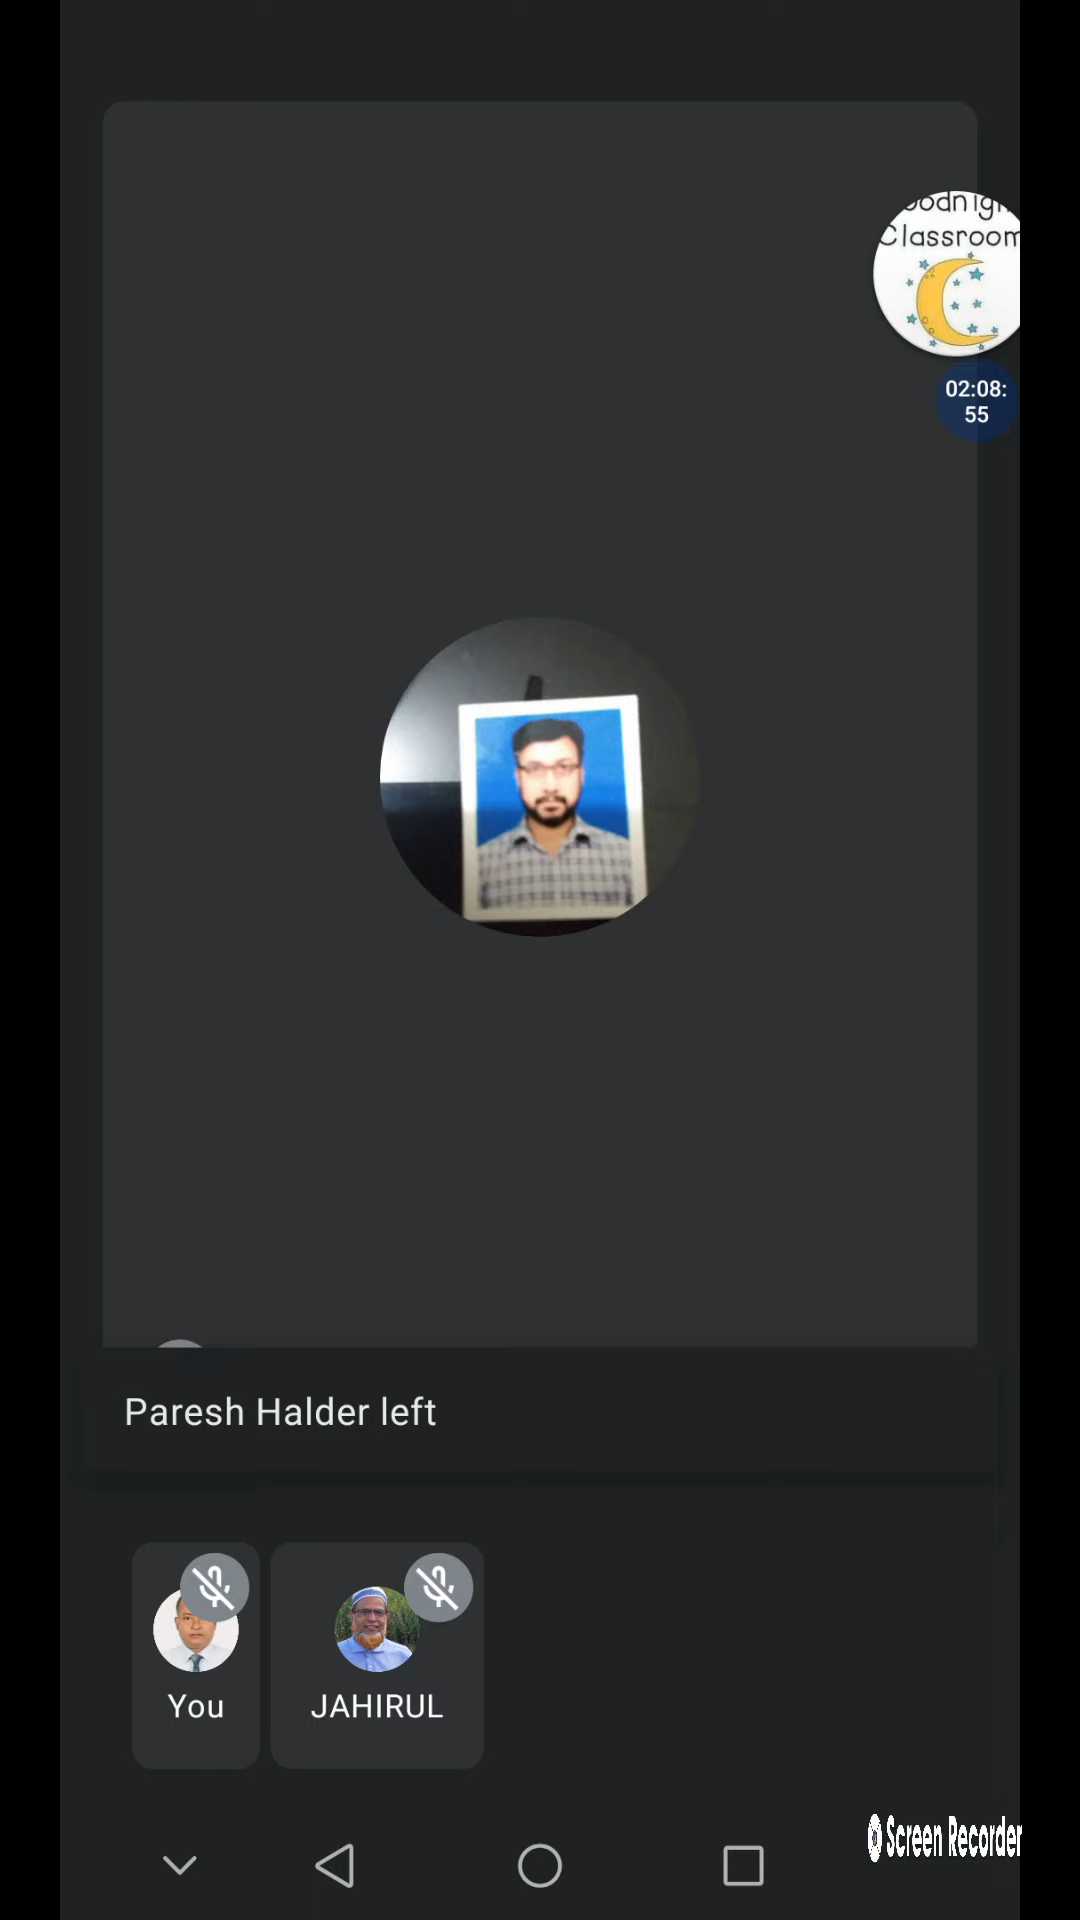 Classroom
02:08:
55
Paresh Halder left
You
JAHIRUL
Screen Recorder